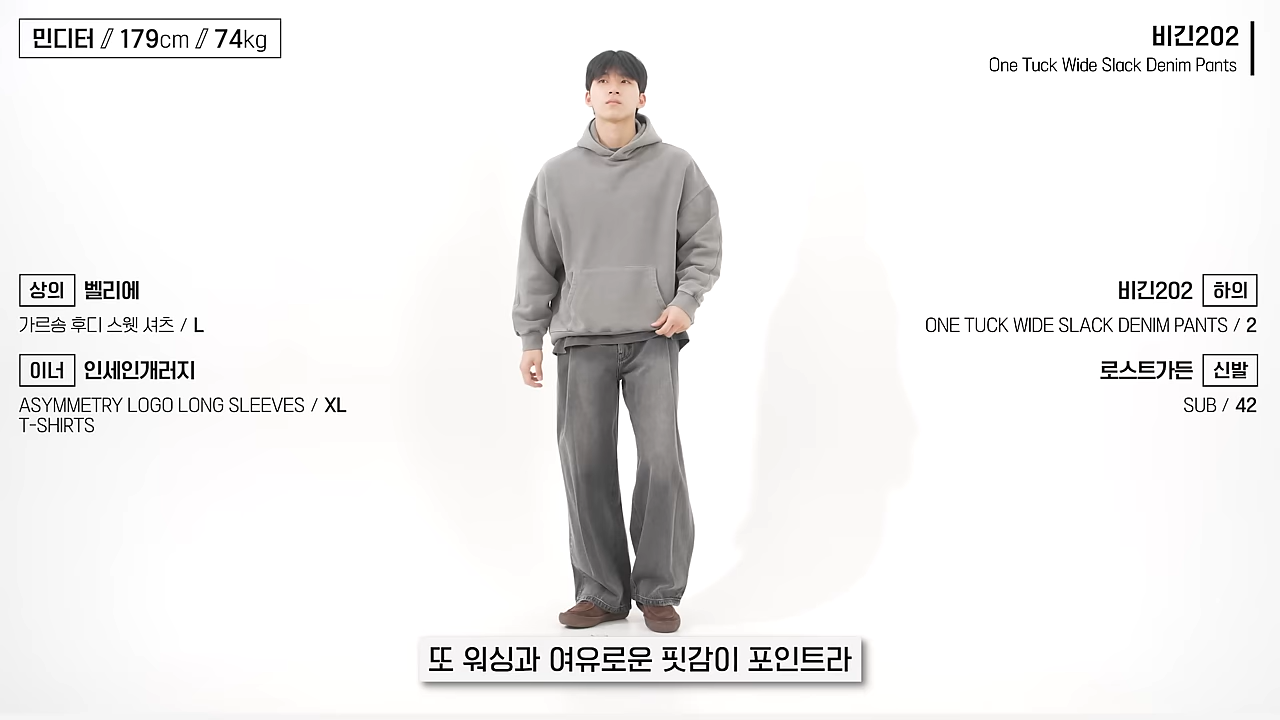 민디터 // 179cm // 74kg
비긴202
One Tuck Wide Slack Denim Pants
상의 벨리에
가르송 후디 스웻 셔츠 / L
이너 인세인개러지
ASYMMETRY LOGO LONG SLEEVES / XL
T-SHIRTS
비긴202 하의
ONE TUCK WIDE SLACK DENIM PANTS / 2
로스트가든 신발
SUB / 42
또 워싱과 여유로운 핏감이 포인트라